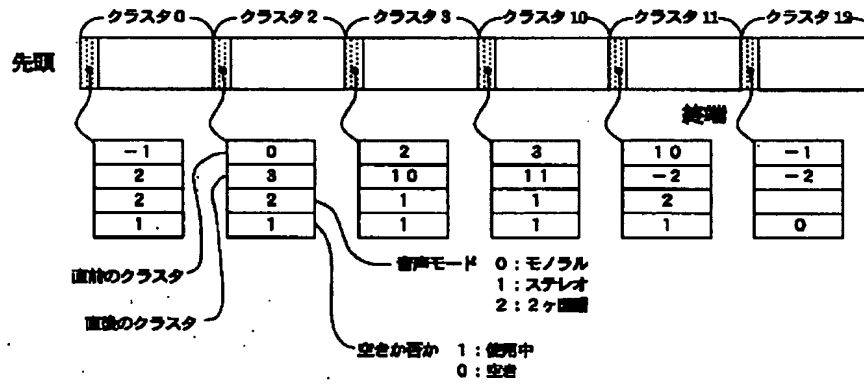 クラスタ0 クラスタ2 クラスタ3 クラスタ10 クラスタ11 クラスタ12
先頭
終端
-1 0 2 3 10 -1
2 3 10 11 -2 -2
2 2 1 1 2
1 1 1 1 1 0
音声モード 0:モノラル
直前のクラスタ
1:ステレオ
2:2ヶ国語
直後のクラスタ
空きか否か 1:使用中
0:空き